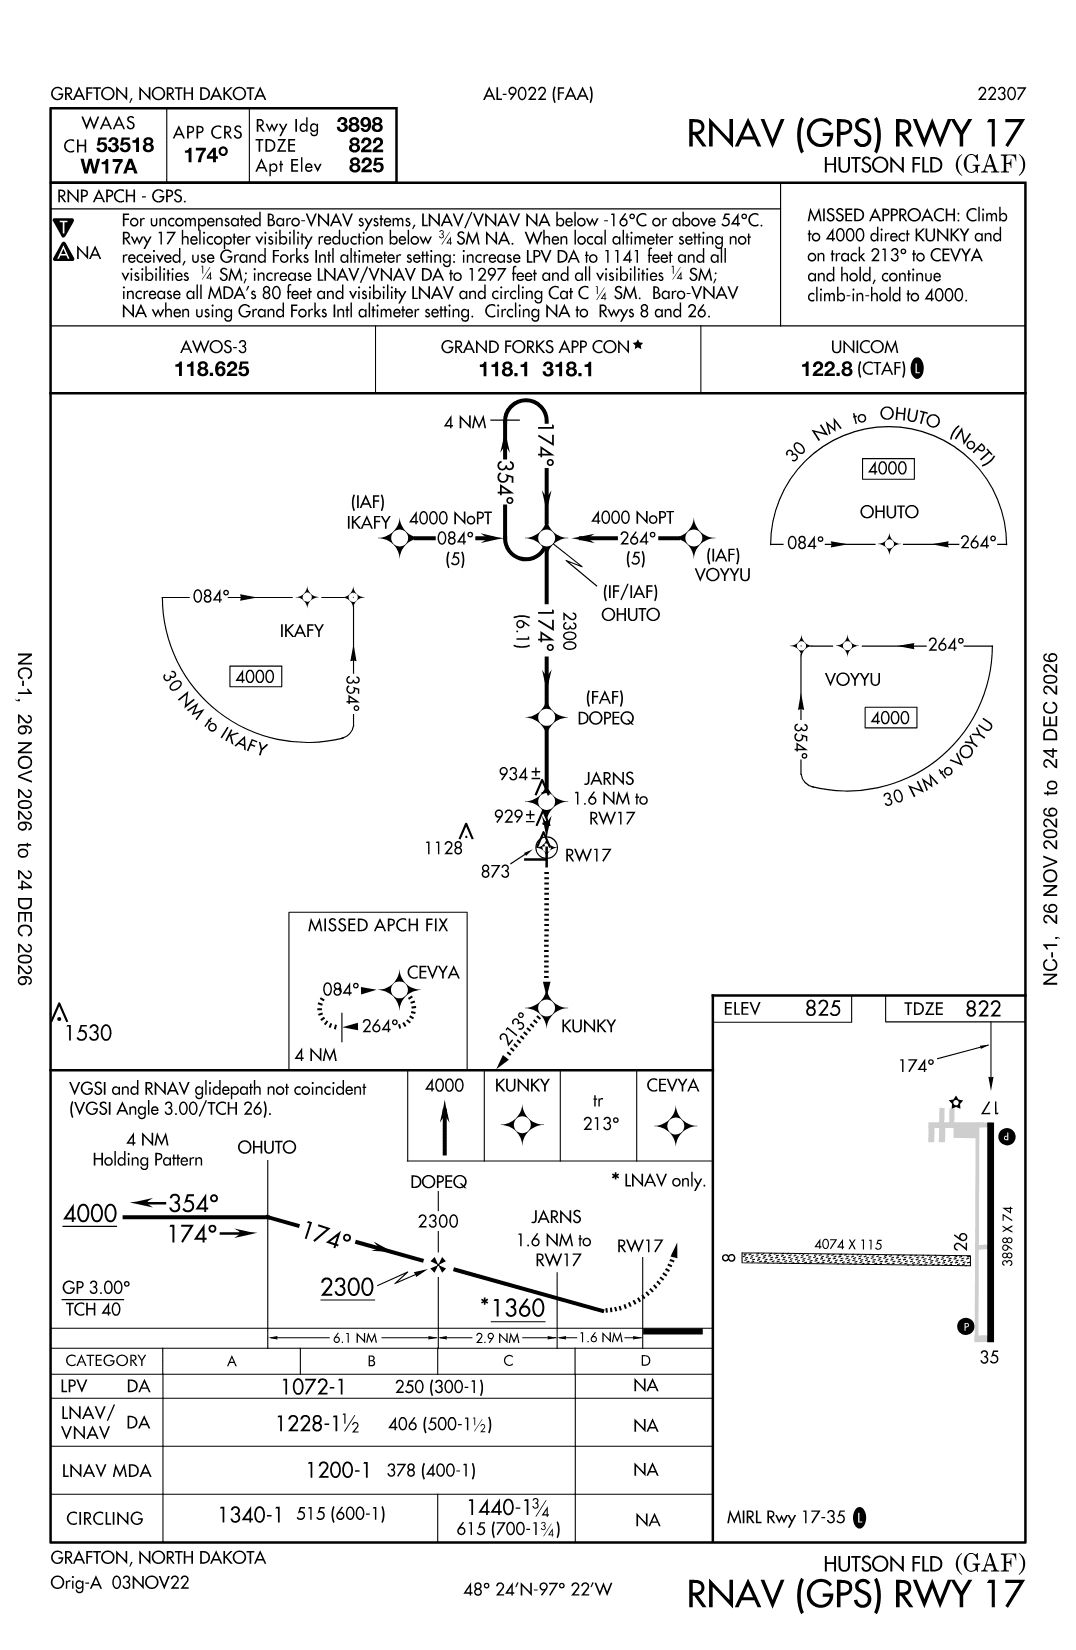 GRAFTON, NORTH DAKOTA
AL-9022 (FAA)
22307
WAAS
CH 53518
W17A
APP CRS
174°
Rwy Idg 3898
TDZE 822
Apt Elev 825
RNAV (GPS) RWY 17
HUTSON FLD (GAF)
RNP APCH - GPS.
T
A NA
For uncompensated Baro-VNAV systems, LNAV/VNAV NA below -16°C or above 54°C.
Rwy 17 helicopter visibility reduction below ¾ SM NA. When local altimeter setting not
received, use Grand Forks Intl altimeter setting: increase LPV DA to 1141 feet and all
visibilities ¼ SM; increase LNAV/VNAV DA to 1297 feet and all visibilities ¼ SM;
increase all MDA's 80 feet and visibility LNAV and circling Cat C ¼ SM. Baro-VNAV
NA when using Grand Forks Intl altimeter setting. Circling NA to Rwys 8 and 26.
MISSED APPROACH: Climb
to 4000 direct KUNKY and
on track 213° to CEVYA
and hold, continue
climb-in-hold to 4000.
AWOS-3
118.625
GRAND FORKS APP CON★
118.1 318.1
UNICOM
122.8 (CTAF) L
4 NM
174°
354°
(IAF)
IKAFY
4000 NoPT
084°
(5)
4000 NoPT
264°
(5)
(IAF)
VOYYU
(IF/IAF)
OHUTO
30 NM to OHUTO (NoPT)
4000
OHUTO
084°
264°
2300
174°
(6.1)
084°
IKAFY
4000
354°
30 NM to IKAFY
264°
VOYYU
4000
354°
30 NM to VOYYU
(FAF)
DOPEQ
934±
JARNS
1.6 NM to
RW17
929±
1128
873
RW17
MISSED APCH FIX
CEVYA
084°
264°
4 NM
213°
KUNKY
1530
NC-1, 26 NOV 2026 to 24 DEC 2026
NC-1, 26 NOV 2026 to 24 DEC 2026
ELEV 825
TDZE 822
174°
17
P
3898 X 74
8
4074 X 115
26
P
35
MIRL Rwy 17-35 L
VGSI and RNAV glidepath not coincident
(VGSI Angle 3.00/TCH 26).
4000
KUNKY
tr
213°
CEVYA
4 NM
Holding Pattern
OHUTO
DOPEQ
* LNAV only.
4000
354°
174°
174°
2300
2300
JARNS
1.6 NM to
RW17
RW17
GP 3.00°
TCH 40
*1360
6.1 NM
2.9 NM
1.6 NM
CATEGORY A B C D
LPV DA 1072-1 250 (300-1) NA
LNAV/
VNAV DA 1228-1½ 406 (500-1½) NA
LNAV MDA 1200-1 378 (400-1) NA
CIRCLING 1340-1 515 (600-1) 1440-1¾
615 (700-1¾) NA
GRAFTON, NORTH DAKOTA
Orig-A 03NOV22
48° 24'N-97° 22'W
HUTSON FLD (GAF)
RNAV (GPS) RWY 17